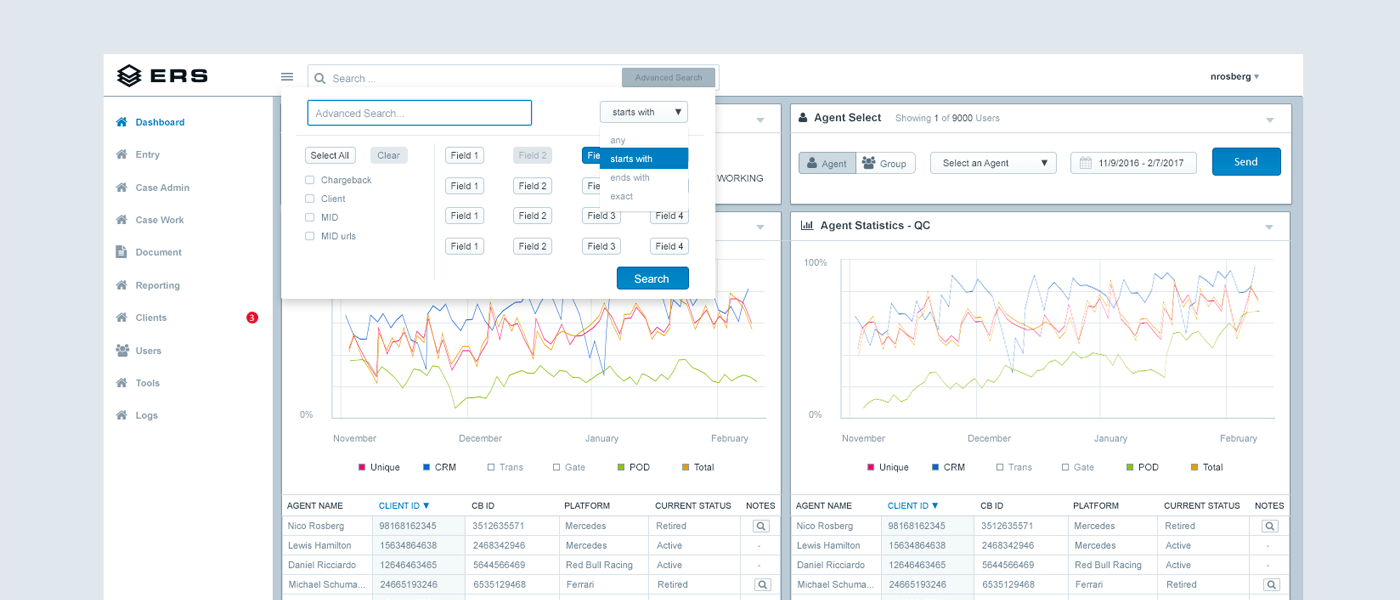 ERS
Search ...
Advanced Search
nrosberg
Dashboard
Entry
Case Admin
Case Work
Document
Reporting
Clients
3
Users
Tools
Logs
Advanced Search...
starts with
any
starts with
ends with
exact
Select All
Clear
Chargeback
Client
MID
MID urls
Field 1 Field 2
Field 1 Field 2
Field 1 Field 2 Field 3 Field 4
Field 1 Field 2 Field 3 Field 4
Search
WORKING
Agent Select Showing 1 of 9000 Users
Agent Group Select an Agent 11/9/2016 - 2/7/2017 Send
0%
November December January February
Unique CRM Trans Gate POD Total
AGENT NAME CLIENT ID CB ID PLATFORM CURRENT STATUS NOTES
Nico Rosberg 98168162345 3512635571 Mercedes Retired
Lewis Hamilton 15634864638 2468342946 Mercedes Active -
Daniel Ricciardo 12646463465 5644566469 Red Bull Racing Active -
Michael Schuma... 24665193246 6535129468 Ferrari Retired
Agent Statistics - QC
100%
0%
November December January February
Unique CRM Trans Gate POD Total
AGENT NAME CLIENT ID CB ID PLATFORM CURRENT STATUS NOTES
Nico Rosberg 98168162345 3512635571 Mercedes Retired
Lewis Hamilton 15634864638 2468342946 Mercedes Active -
Daniel Ricciardo 12646463465 5644566469 Red Bull Racing Active -
Michael Schuma... 24665193246 6535129468 Ferrari Retired